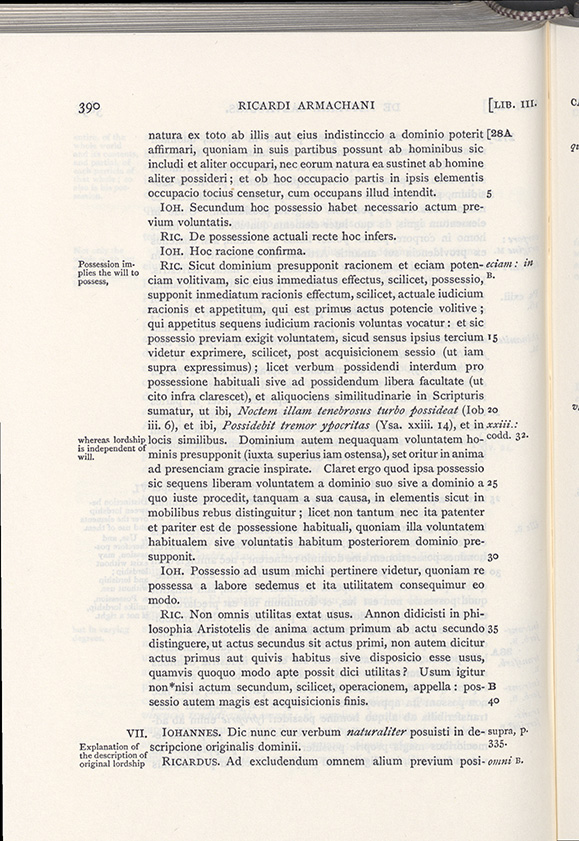 390 RICARDI ARMACHANI [LIB. III.
natura ex toto ab illis aut eius indistinccio a dominio poterit [28A
affirmari, quoniam in suis partibus possunt ab hominibus sic
includi et aliter occupari, nec eorum natura ea sustinet ab homine
aliter possideri; et ob hoc occupacio partis in ipsis elementis
occupacio tocius censetur, cum occupans illud intendit. 5
IOH. Secundum hoc possessio habet necessario actum pre-
vium voluntatis.
RIC. De possessione actuali recte hoc infers.
IOH. Hoc racione confirma.
Possession im- RIC. Sicut dominium presupponit racionem et eciam poten- eciam: in
plies the will to possess, ciam volitivam, sic eius immediatus effectus, scilicet, possessio, B.
supponit inmediatum racionis effectum, scilicet, actuale iudicium
racionis et appetitum, qui est primus actus potencie volitive;
qui appetitus sequens iudicium racionis voluntas vocatur: et sic
possessio previam exigit voluntatem, sicud sensus ipsius tercium 15
videtur exprimere, scilicet, post acquisicionem sessio (ut iam
supra expressimus); licet verbum possidendi interdum pro
possessione habituali sive ad possidendum libera facultate (ut
cito infra clarescet), et aliquociens similitudinarie in Scripturis
sumatur, ut ibi, Noctem illam tenebrosus turbo possideat (Iob 20
iii. 6), et ibi, Possidebit tremor ypocritas (Ysa. xxiii. 14), et in xxiii.:
whereas lordship locis similibus. Dominium autem nequaquam voluntatem ho- codd. 32.
is independent of will. minis presupponit (iuxta superius iam ostensa), set oritur in anima
ad presenciam gracie inspirate. Claret ergo quod ipsa possessio
sic sequens liberam voluntatem a dominio suo sive a dominio a 25
quo iuste procedit, tanquam a sua causa, in elementis sicut in
mobilibus rebus distinguitur; licet non tantum nec ita patenter
et pariter est de possessione habituali, quoniam illa voluntatem
habitualem sive voluntatis habitum posteriorem dominio pre-
supponit. 30
IOH. Possessio ad usum michi pertinere videtur, quoniam re
possessa a labore sedemus et ita utilitatem consequimur eo
modo.
RIC. Non omnis utilitas extat usus. Annon didicisti in phi-
losophia Aristotelis de anima actum primum ab actu secundo 35
distinguere, ut actus secundus sit actus primi, non autem dicitur
actus primus aut quivis habitus sive disposicio esse usus,
quamvis quoquo modo apte possit dici utilitas? Usum igitur
non*nisi actum secundum, scilicet, operacionem, appella: pos- B
sessio autem magis est acquisicionis finis. 40
VII. IOHANNES. Dic nunc cur verbum naturaliter posuisti in de- supra, p.
Explanation of scripcione originalis dominii. 335.
the description of
original lordship RICARDUS. Ad excludendum omnem alium previum posi- omni B.